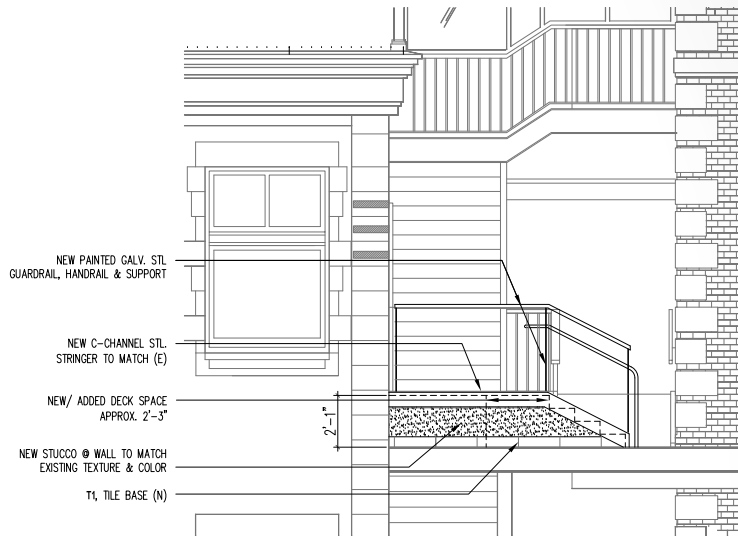 NEW PAINTED GALV. STL
GUARDRAIL, HANDRAIL & SUPPORT
NEW C-CHANNEL STL.
STRINGER TO MATCH (E)
NEW/ ADDED DECK SPACE
APPROX. 2'-3"
2'-1"
NEW STUCCO @ WALL TO MATCH
EXISTING TEXTURE & COLOR
T1, TILE BASE (N)